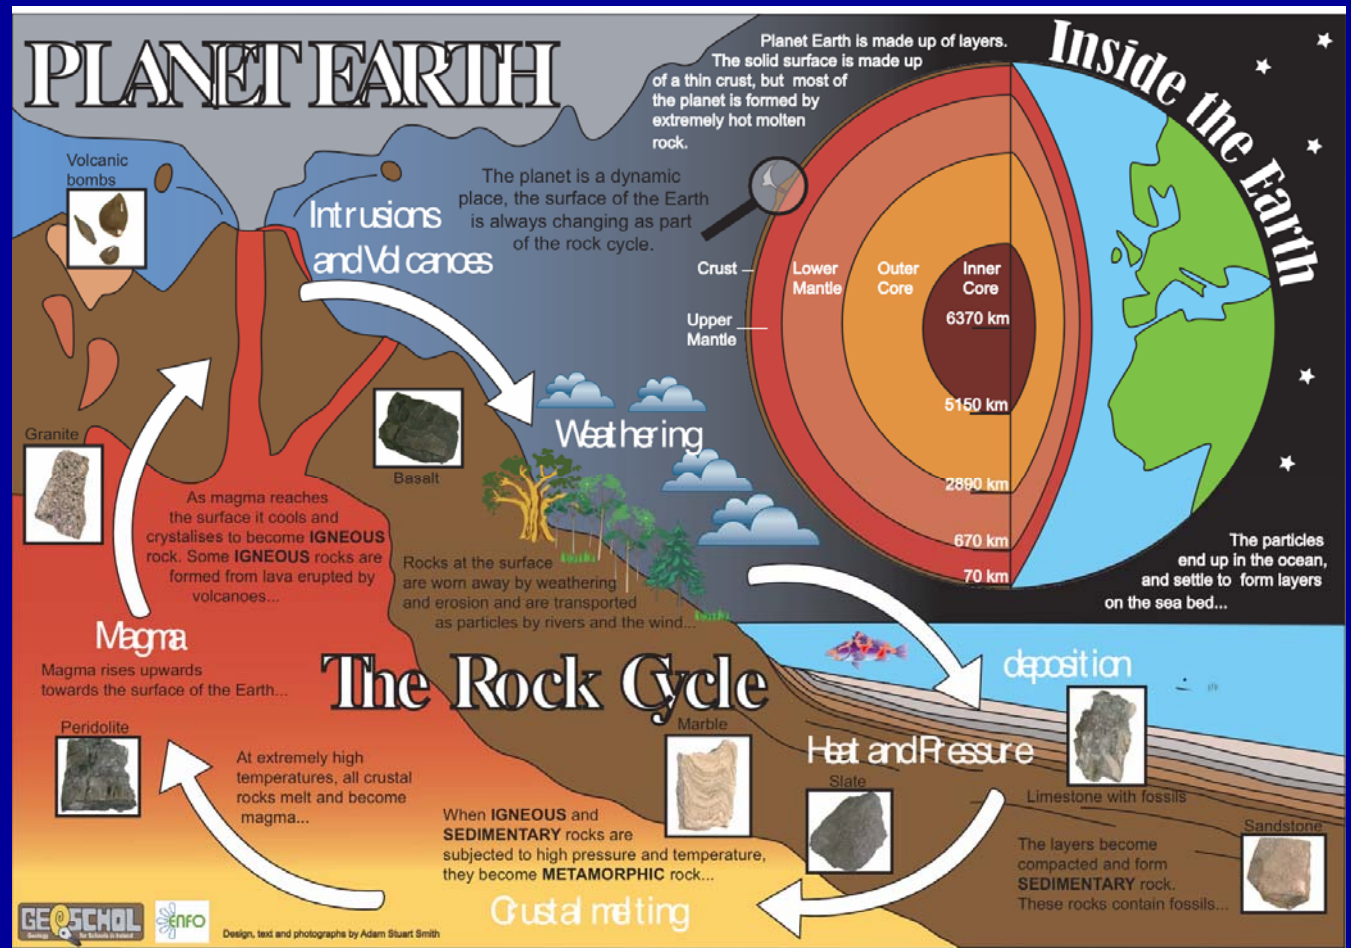 PLANET EARTH
Inside the Earth
Planet Earth is made up of layers.
The solid surface is made up
of a thin crust, but most of
the planet is formed by
extremely hot molten
rock.
Volcanic
bombs
Intrusions
and Volcanoes
The planet is a dynamic
place, the surface of the Earth
is always changing as part
of the rock cycle.
Crust
Upper
Mantle
Lower
Mantle
Outer
Core
Inner
Core
6370 km
5150 km
2890 km
670 km
70 km
Granite
Basalt
Weathering
As magma reaches
the surface it cools and
crystalises to become IGNEOUS
rock. Some IGNEOUS rocks are
formed from lava erupted by
volcanoes...
Rocks at the surface
are worn away by weathering
and erosion and are transported
as particles by rivers and the wind...
The particles
end up in the ocean,
and settle to form layers
on the sea bed...
Magma
Magma rises upwards
towards the surface of the Earth...
The Rock Cycle
deposition
Peridolite
At extremely high
temperatures, all crustal
rocks melt and become
magma...
Marble
Heat and Pressure
Slate
Limestone with fossils
Sandstone
When IGNEOUS and
SEDIMENTARY rocks are
subjected to high pressure and temperature,
they become METAMORPHIC rock...
The layers become
compacted and form
SEDIMENTARY rock.
These rocks contain fossils...
Crustal melting
GEOSCHOL
Geology for Schools in Ireland
ENFO
Design, text and photographs by Adam Stuart Smith